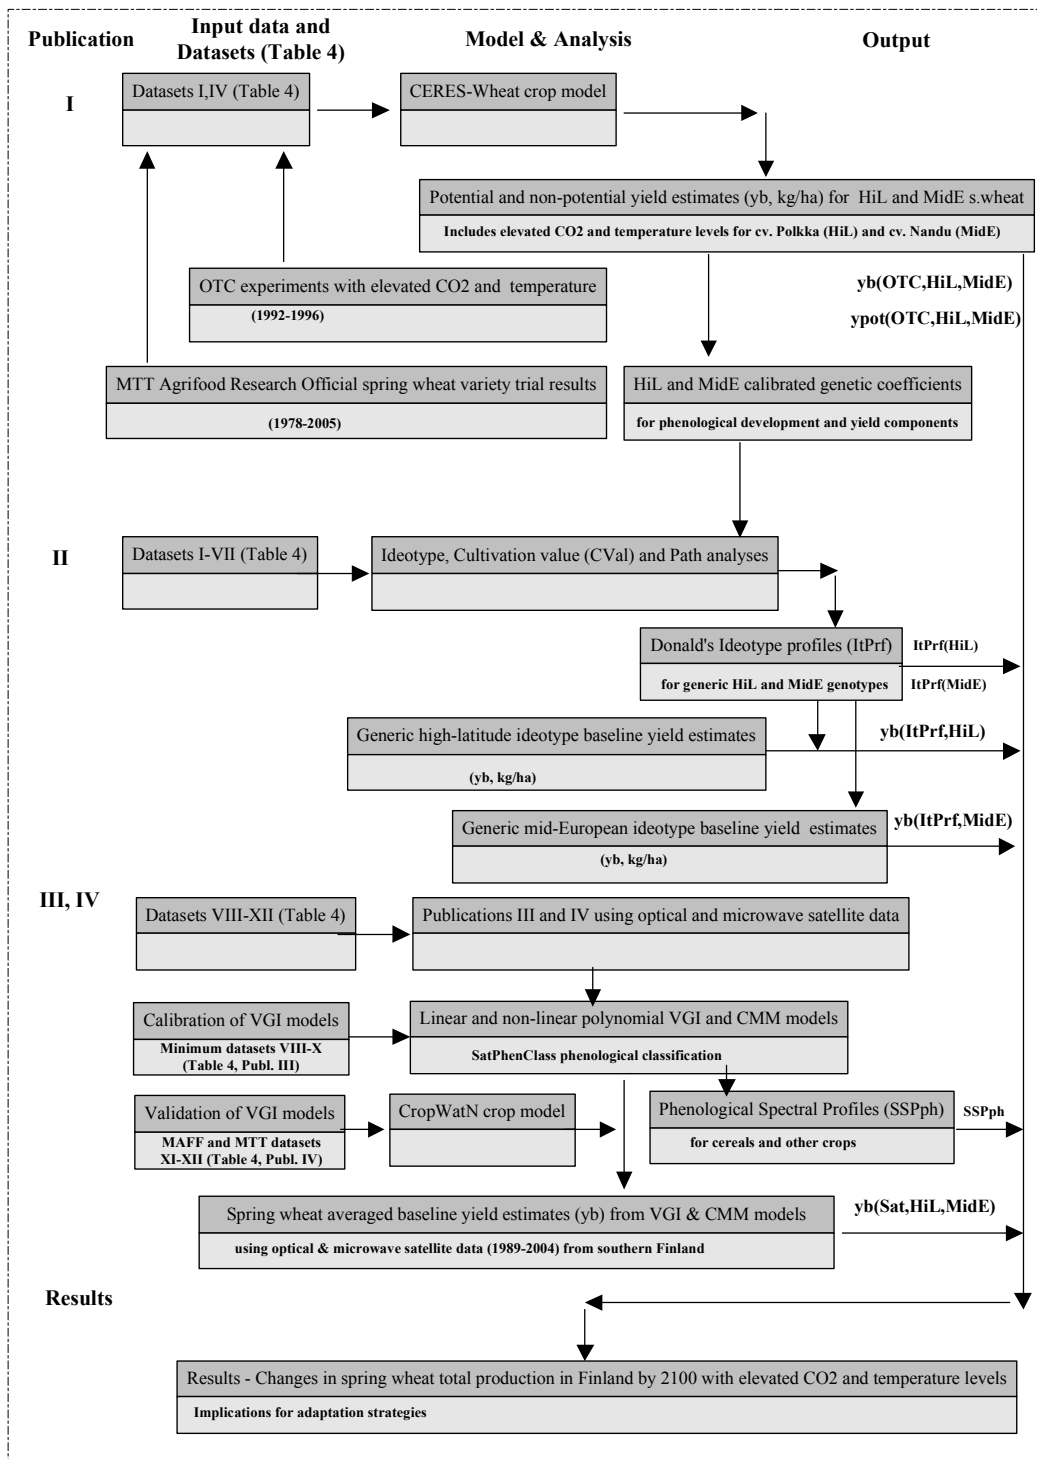 Publication
Input data and
Datasets (Table 4)
Model & Analysis
Output
I
Datasets I,IV (Table 4)
CERES-Wheat crop model
Potential and non-potential yield estimates (yb, kg/ha) for HiL and MidE s.wheat
Includes elevated CO2 and temperature levels for cv. Polkka (HiL) and cv. Nandu (MidE)
OTC experiments with elevated CO2 and temperature
(1992-1996)
yb(OTC,HiL,MidE)
ypot(OTC,HiL,MidE)
MTT Agrifood Research Official spring wheat variety trial results
(1978-2005)
HiL and MidE calibrated genetic coefficients
for phenological development and yield components
II
Datasets I-VII (Table 4)
Ideotype, Cultivation value (CVal) and Path analyses
Donald's Ideotype profiles (ItPrf)
for generic HiL and MidE genotypes
ItPrf(HiL)
ItPrf(MidE)
Generic high-latitude ideotype baseline yield estimates
(yb, kg/ha)
yb(ItPrf,HiL)
Generic mid-European ideotype baseline yield estimates
(yb, kg/ha)
yb(ItPrf,MidE)
III, IV
Datasets VIII-XII (Table 4)
Publications III and IV using optical and microwave satellite data
Calibration of VGI models
Minimum datasets VIII-X
(Table 4, Publ. III)
Linear and non-linear polynomial VGI and CMM models
SatPhenClass phenological classification
Validation of VGI models
MAFF and MTT datasets
XI-XII (Table 4, Publ. IV)
CropWatN crop model
Phenological Spectral Profiles (SSPph)
for cereals and other crops
SSPph
Spring wheat averaged baseline yield estimates (yb) from VGI & CMM models
using optical & microwave satellite data (1989-2004) from southern Finland
yb(Sat,HiL,MidE)
Results
Results - Changes in spring wheat total production in Finland by 2100 with elevated CO2 and temperature levels
Implications for adaptation strategies